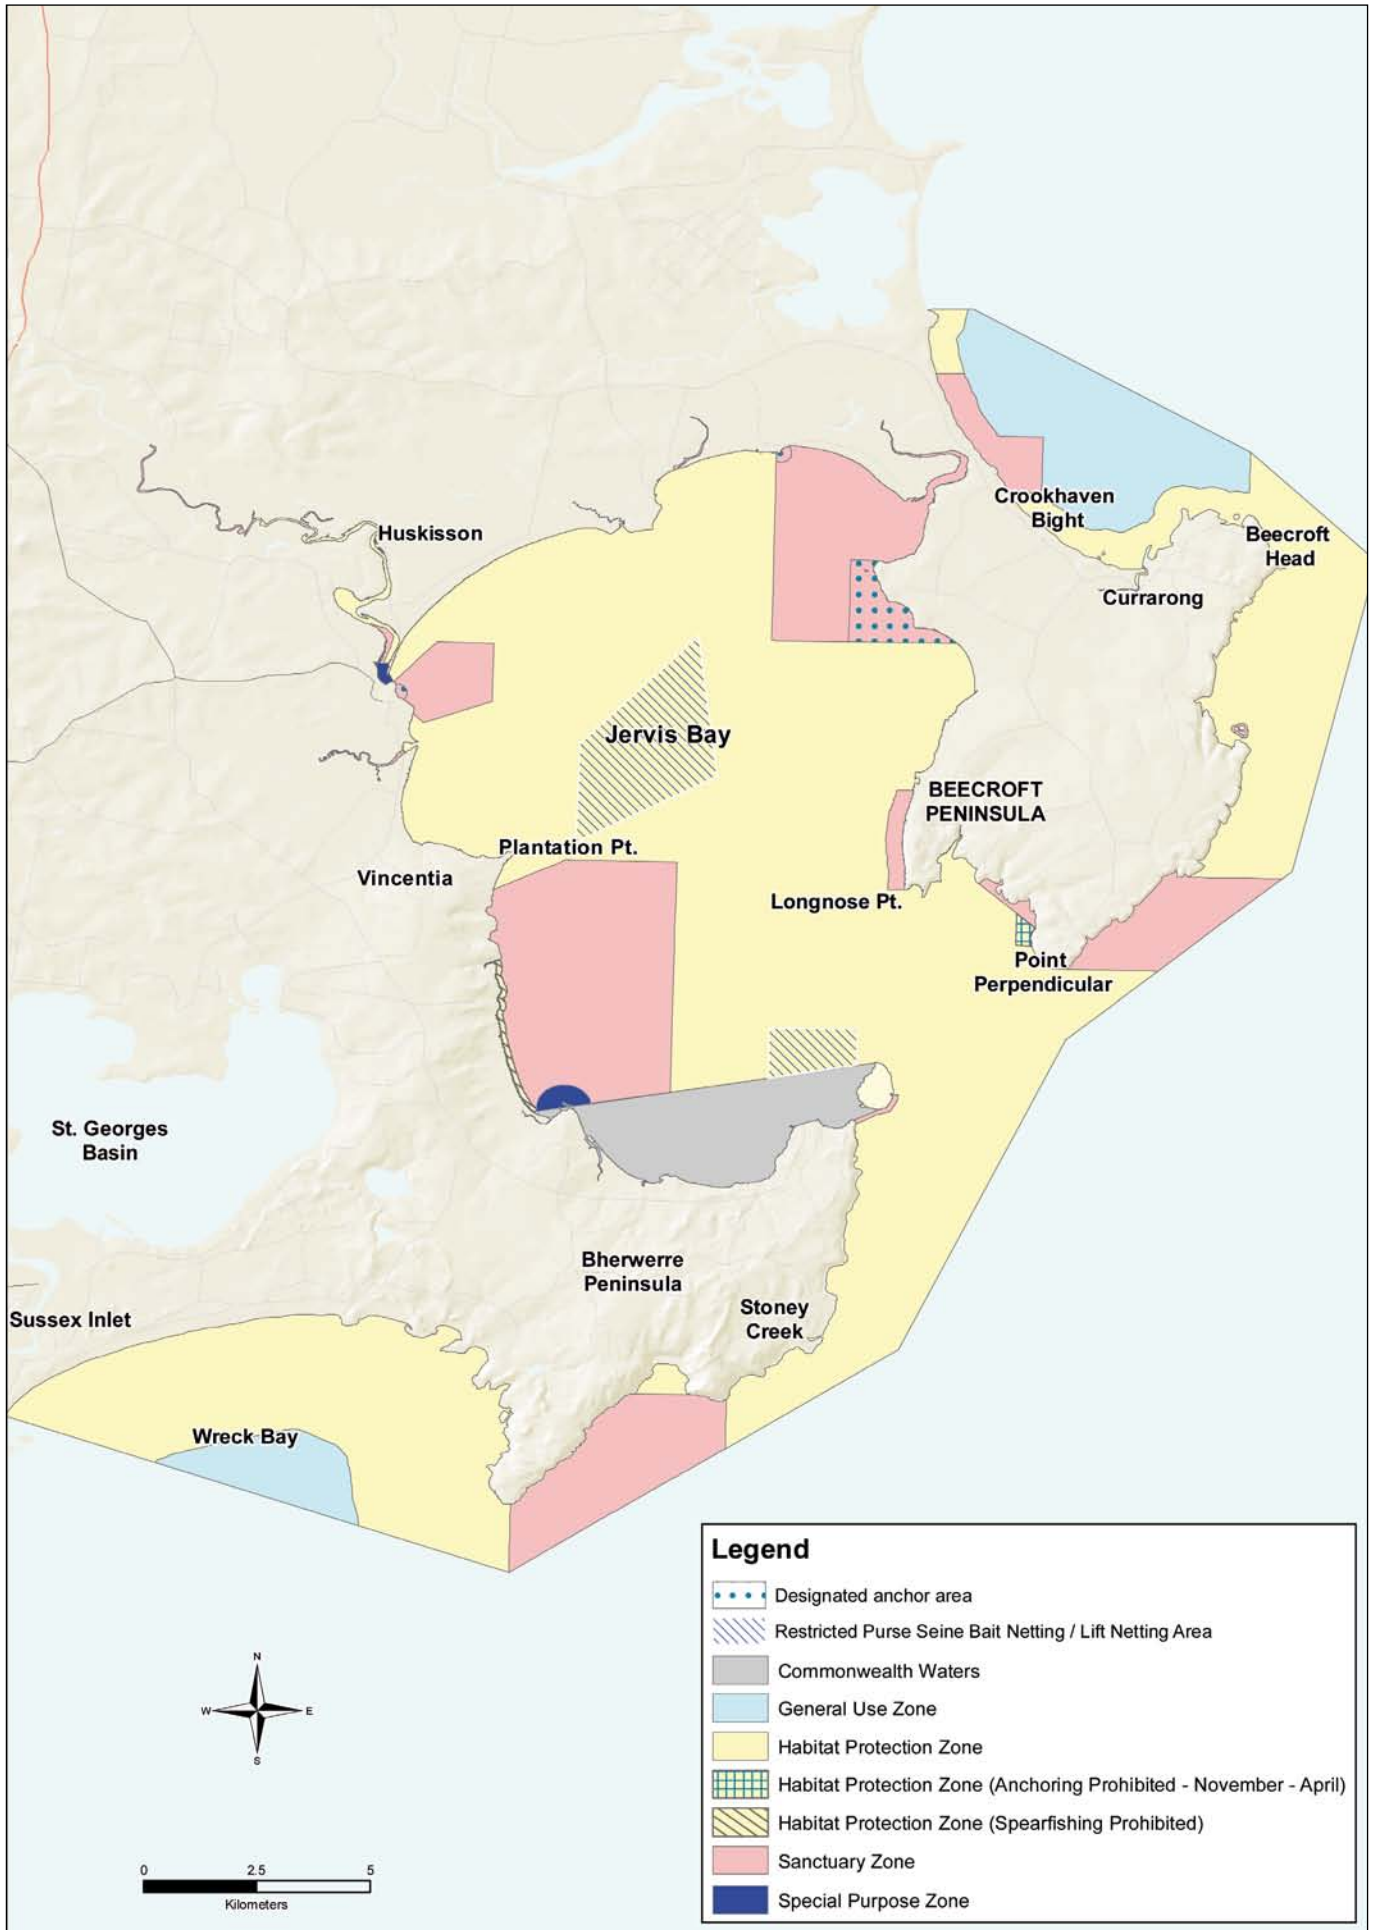 Crookhaven
Bight
Huskisson
Beecroft
Head
Currarong
Jervis Bay
BEECROFT
PENINSULA
Plantation Pt.
Vincentia
Longnose Pt.
Point
Perpendicular
St. Georges
Basin
Bherwerre
Peninsula
Stoney
Creek
Sussex Inlet
Wreck Bay
Legend
Designated anchor area
Restricted Purse Seine Bait Netting / Lift Netting Area
Commonwealth Waters
General Use Zone
Habitat Protection Zone
Habitat Protection Zone (Anchoring Prohibited - November - April)
Habitat Protection Zone (Spearfishing Prohibited)
Sanctuary Zone
Special Purpose Zone
N
W E
S
0 2.5 5
Kilometers